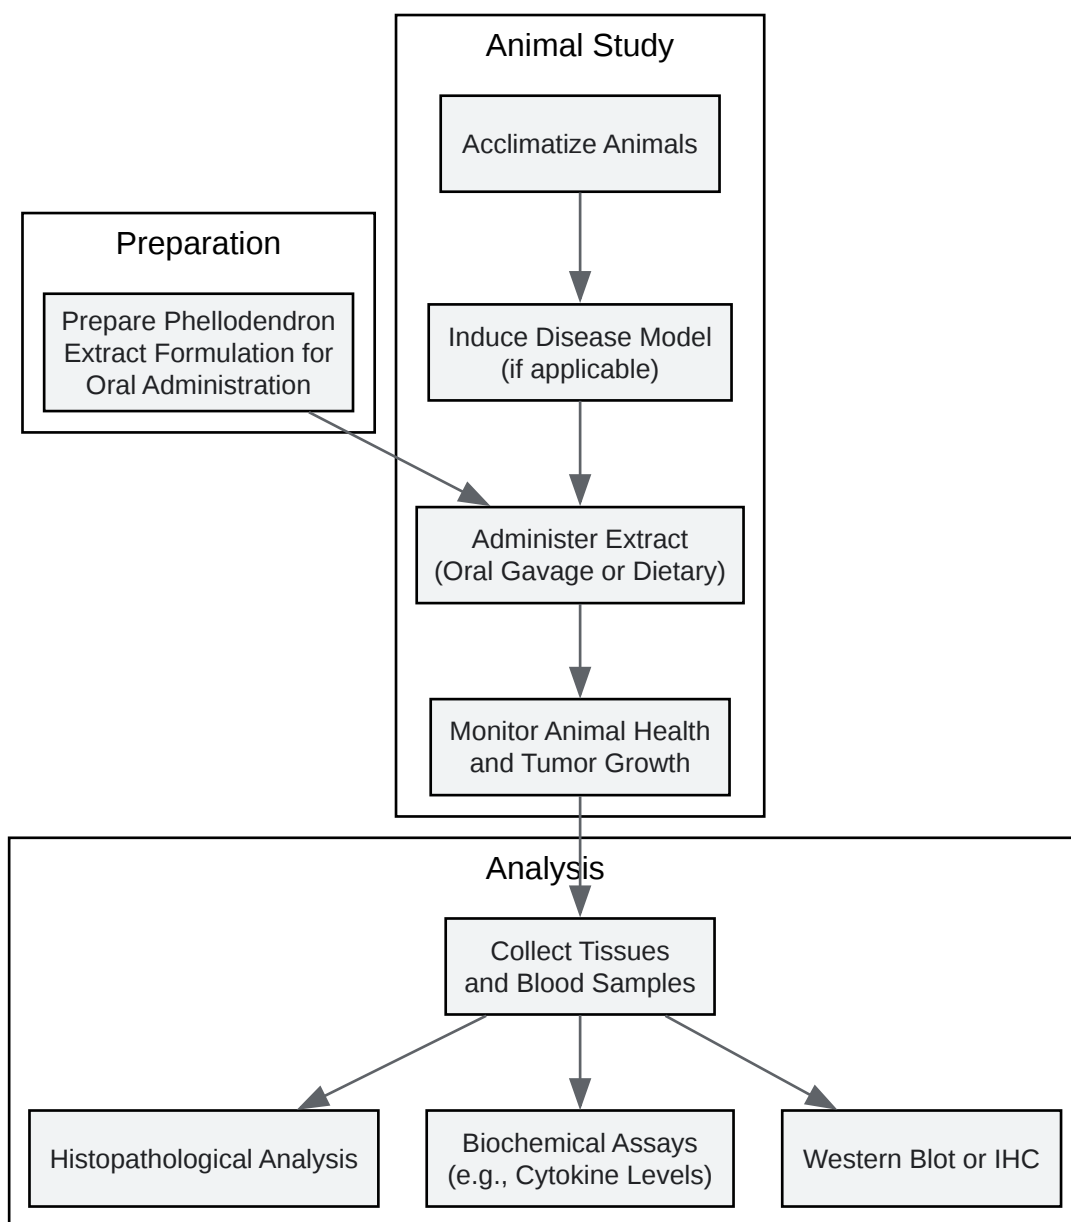 Animal Study
Acclimatize Animals
Preparation
Prepare Phellodendron
Extract Formulation for
Oral Administration
Induce Disease Model
(if applicable)
Administer Extract
(Oral Gavage or Dietary)
Monitor Animal Health
and Tumor Growth
Analysis
Collect Tissues
and Blood Samples
Histopathological Analysis
Biochemical Assays
(e.g., Cytokine Levels)
Western Blot or IHC